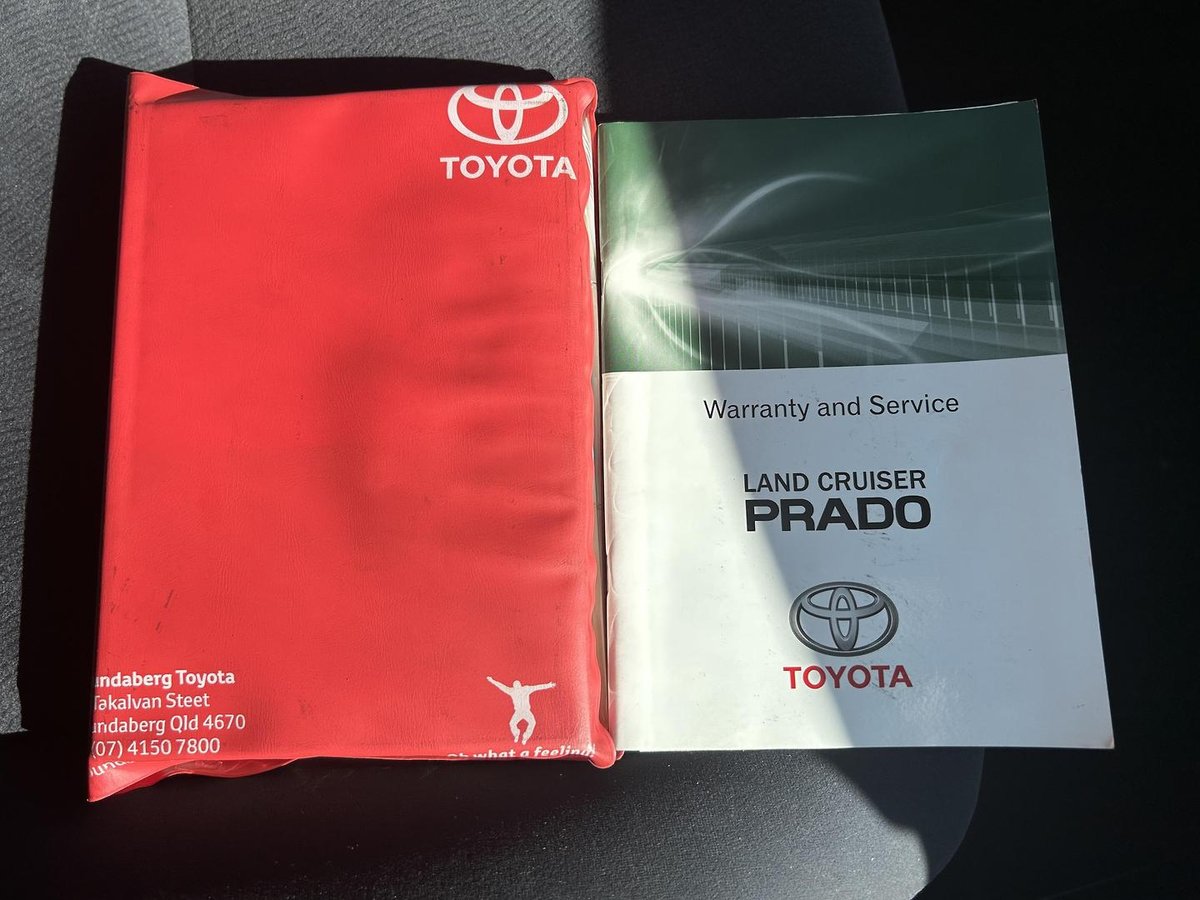 TOYOTA
undaberg Toyota
Takalvan Steet
undaberg Qld 4670
(07) 4150 7800
what a feeling!
Warranty and Service
LAND CRUISER
PRADO
TOYOTA